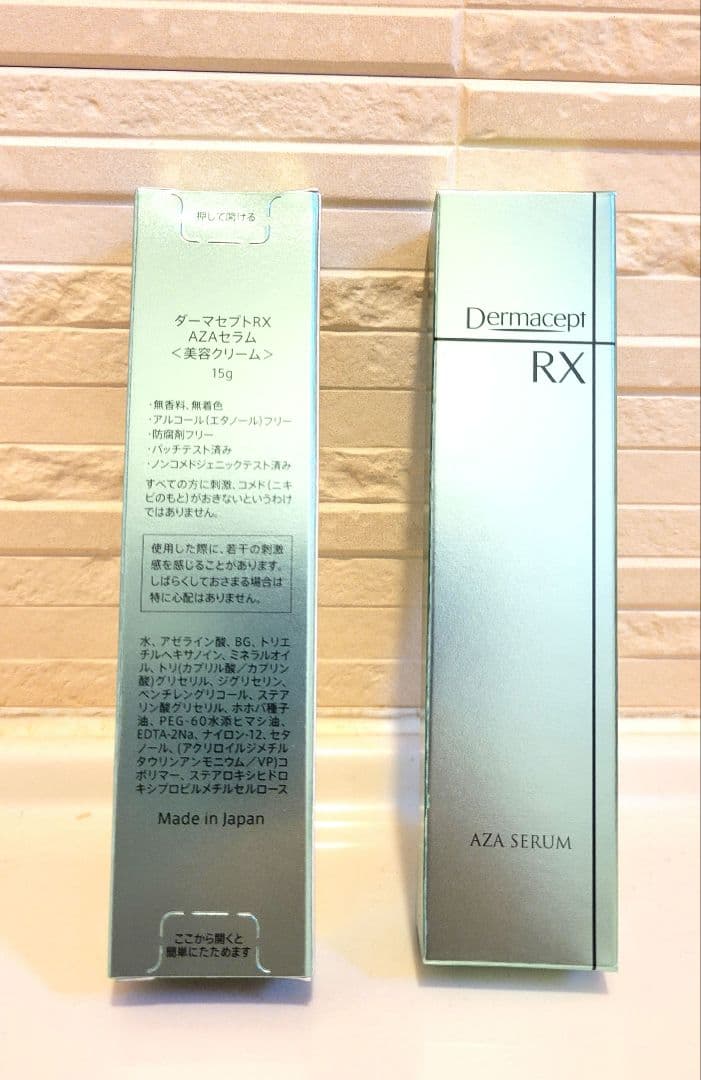 押して開ける
ダーマセプトRX
AZAセラム
＜美容クリーム＞
15g
・無香料、無着色
・アルコール（エタノール）フリー
・防腐剤フリー
・パッチテスト済み
・ノンコメドジェニックテスト済み
すべての方に刺激、コメド（ニキ
ビのもと）がおきないというわけ
ではありません。
使用した際に、若干の刺激
感を感じることがあります。
しばらくしておさまる場合は
特に心配はありません。
水、アゼライン酸、BG、トリエ
チルヘキサノイン、ミネラルオイ
ル、トリ(カプリル酸／カプリン
酸)グリセリル、ジグリセリン、
ペンチレングリコール、ステア
リン酸グリセリル、ホホバ種子
油、PEG-60水添ヒマシ油、
EDTA-2Na、ナイロン-12、セタ
ノール、(アクリロイルジメチル
タウリンアンモニウム／VP)コ
ポリマー、ステアロキシヒドロ
キシプロピルメチルセルロース
Made in Japan
ここから開くと
簡単にたためます
Dermacept
RX
AZA SERUM